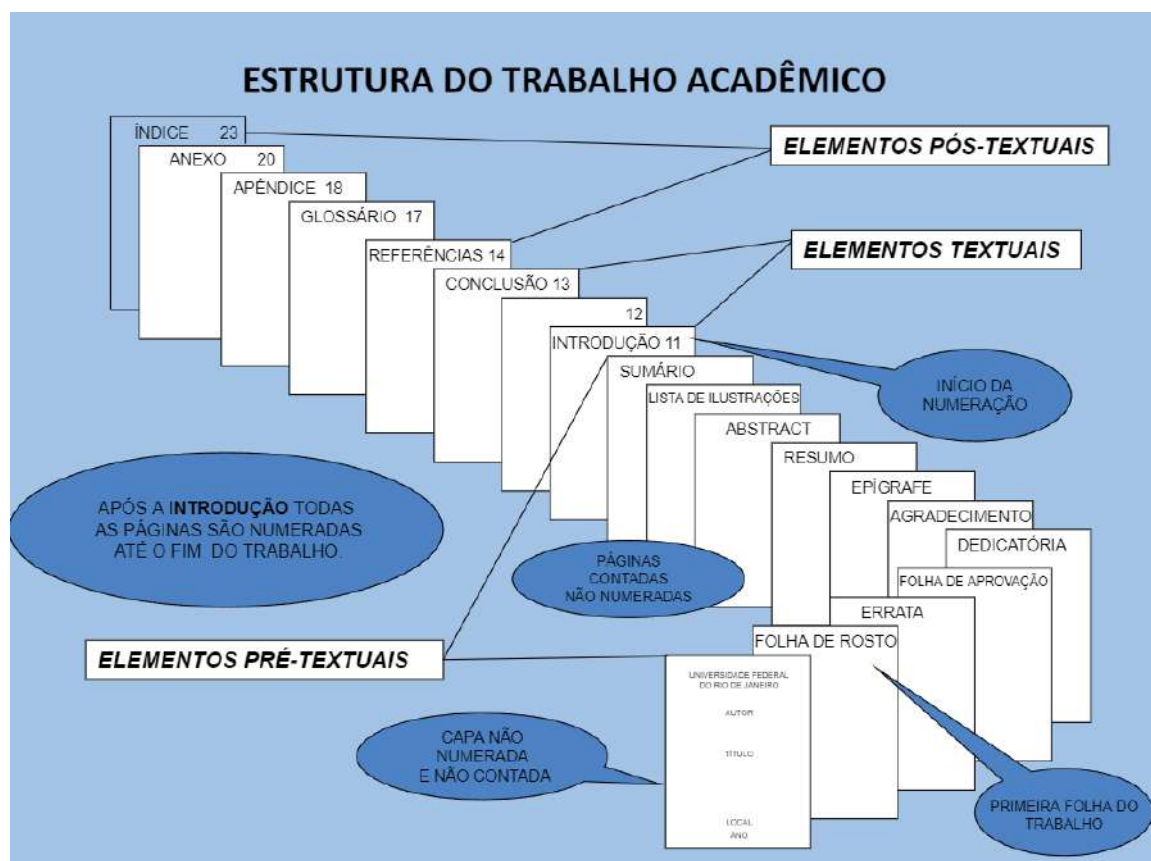 ESTRUTURA DO TRABALHO ACADÊMICO
ÍNDICE 23
ELEMENTOS PÓS-TEXTUAIS
ANEXO 20
APÊNDICE 18
GLOSSÁRIO 17
REFERÊNCIAS 14
ELEMENTOS TEXTUAIS
CONCLUSÃO 13
12
INTRODUÇÃO 11
SUMÁRIO
LISTA DE ILUSTRAÇÕES
INÍCIO DA
NUMERAÇÃO
ABSTRACT
RESUMO
EPÍGRAFE
AGRADECIMENTO
DEDICATÓRIA
FOLHA DE APROVAÇÃO
ERRATA
FOLHA DE ROSTO
APÓS A INTRODUÇÃO TODAS
AS PÁGINAS SÃO NUMERADAS
ATÉ O FIM DO TRABALHO.
PÁGINAS
CONTADAS
NÃO NUMERADAS
ELEMENTOS PRÉ-TEXTUAIS
UNIVERSIDADE FEDERAL
DO RIO DE JANEIRO
AUTOR
TÍTULO
LOCAL
ANO
CAPA NÃO
NUMERADA
E NÃO CONTADA
PRIMEIRA FOLHA DO
TRABALHO